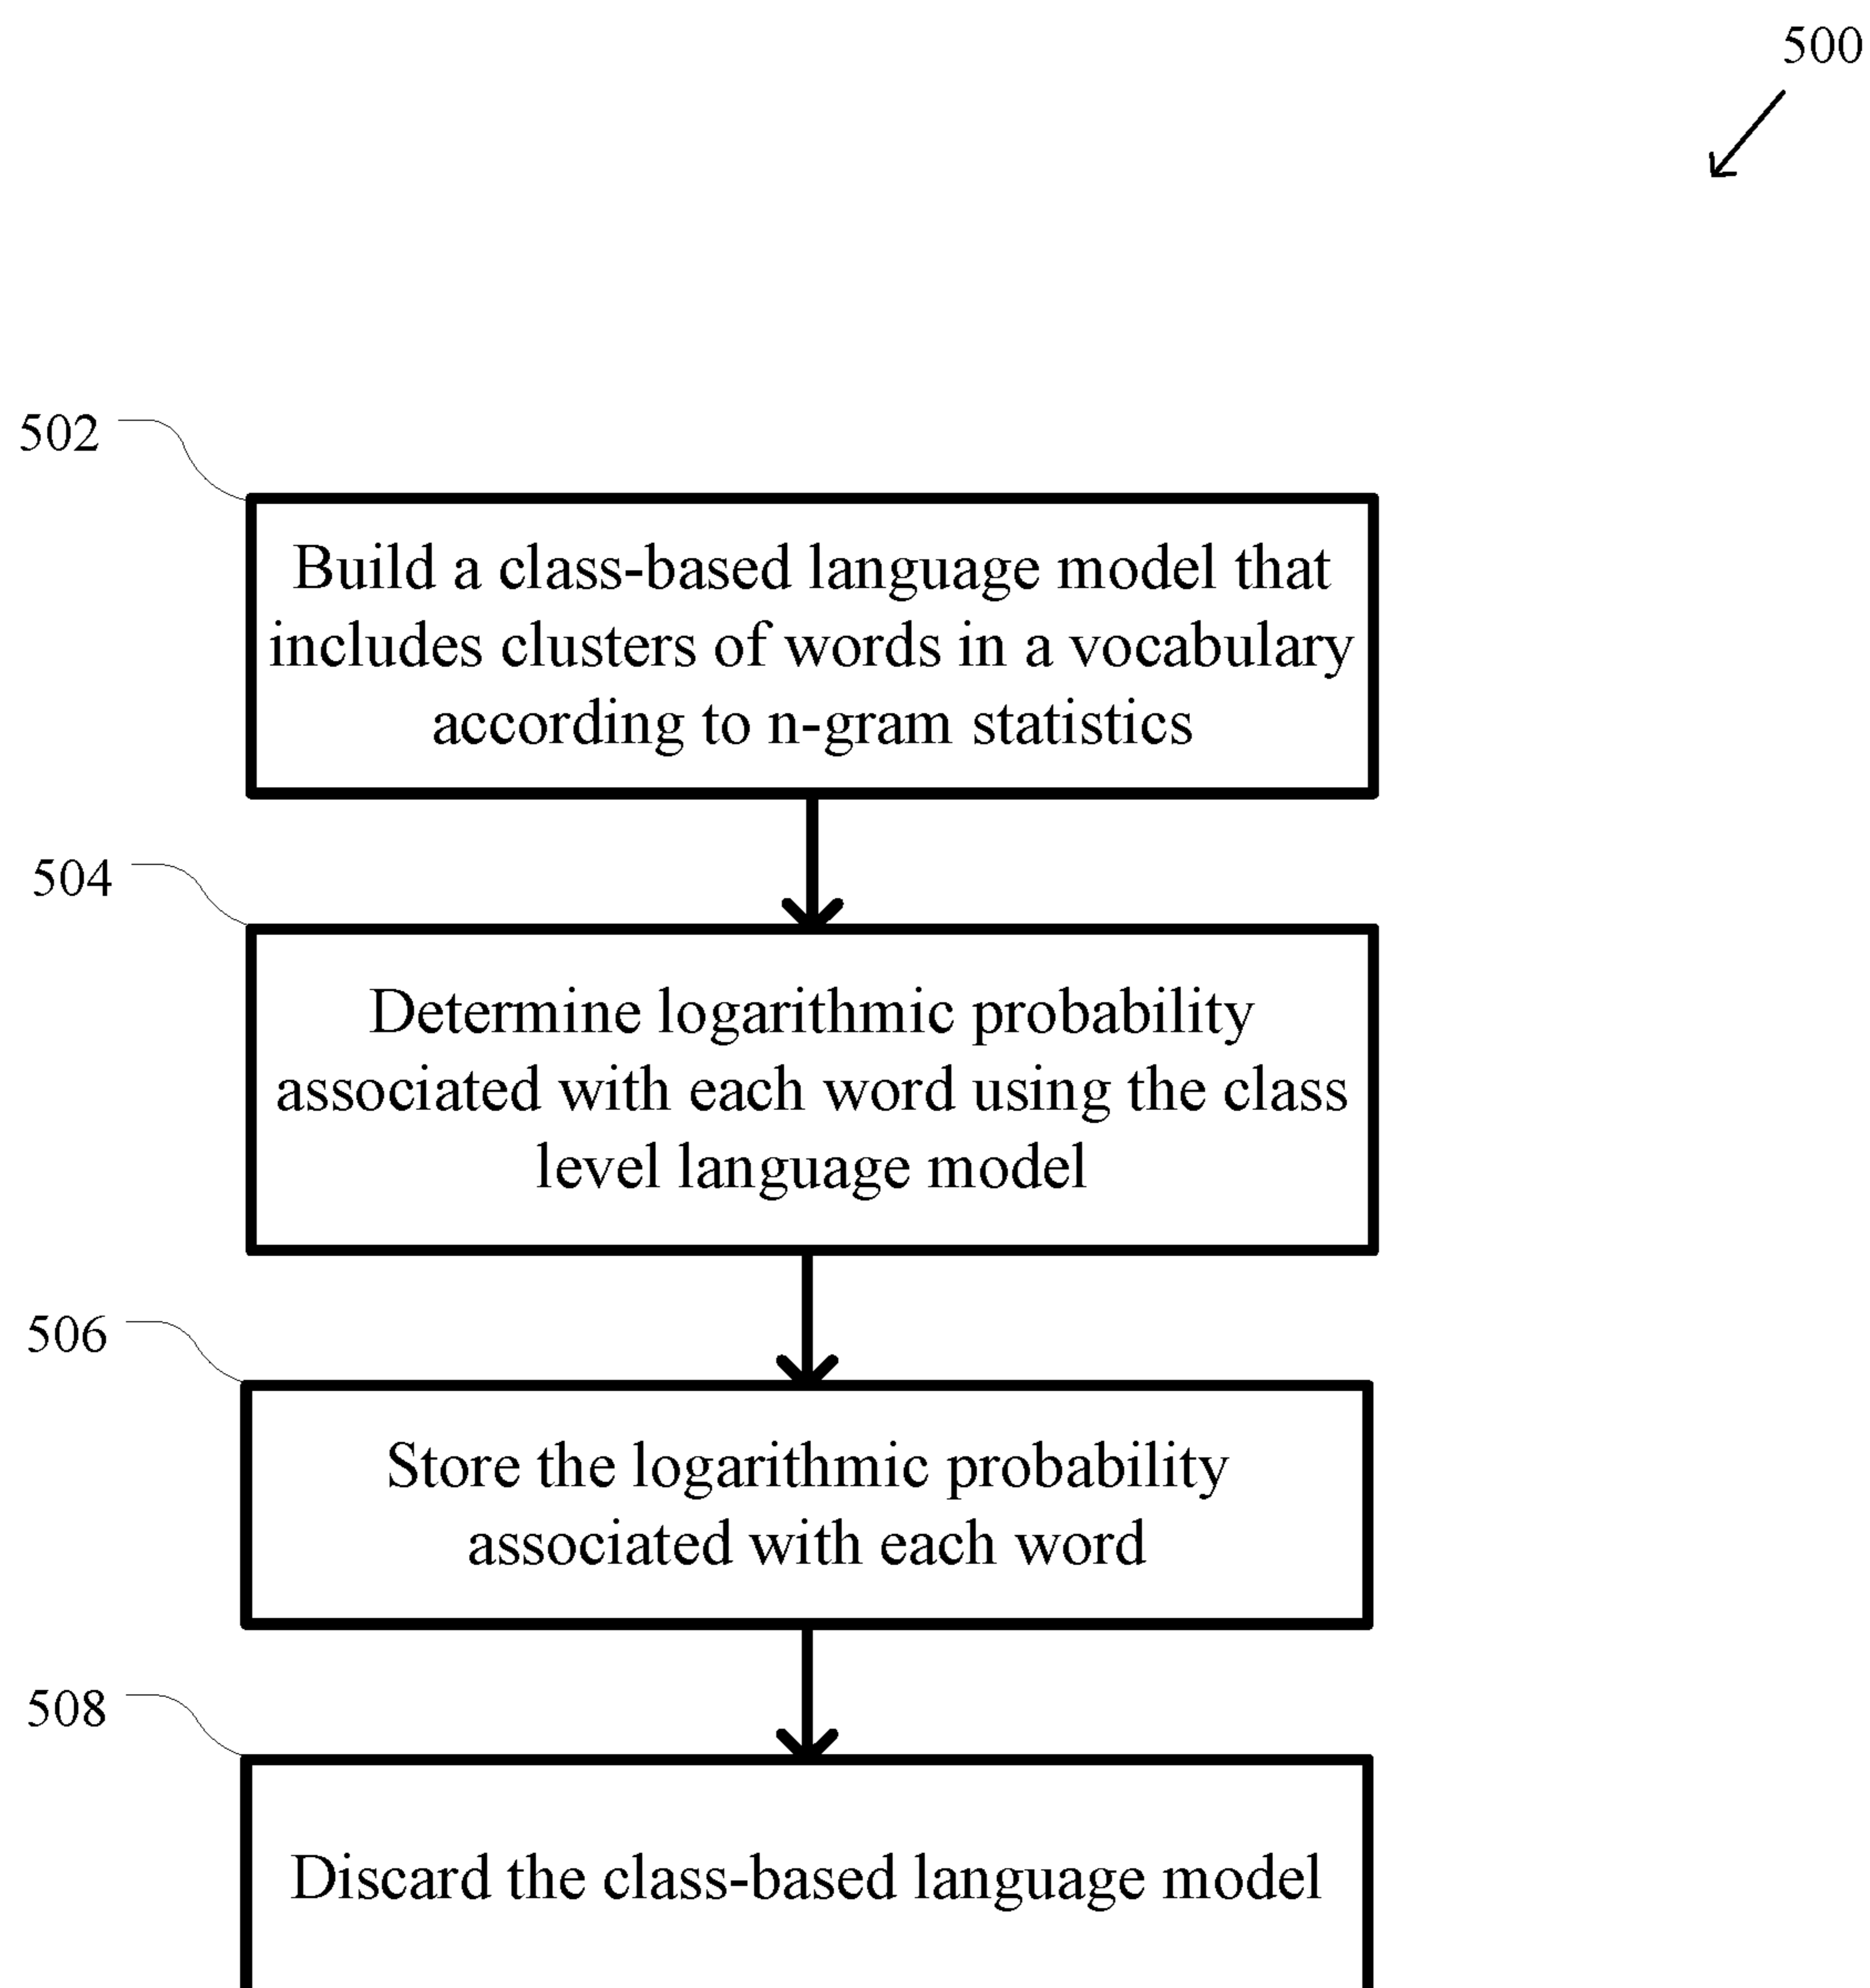 500
502
Build a class-based language model that
includes clusters of words in a vocabulary
according to n-gram statistics
504
Determine logarithmic probability
associated with each word using the class
level language model
506
Store the logarithmic probability
associated with each word
508
Discard the class-based language model